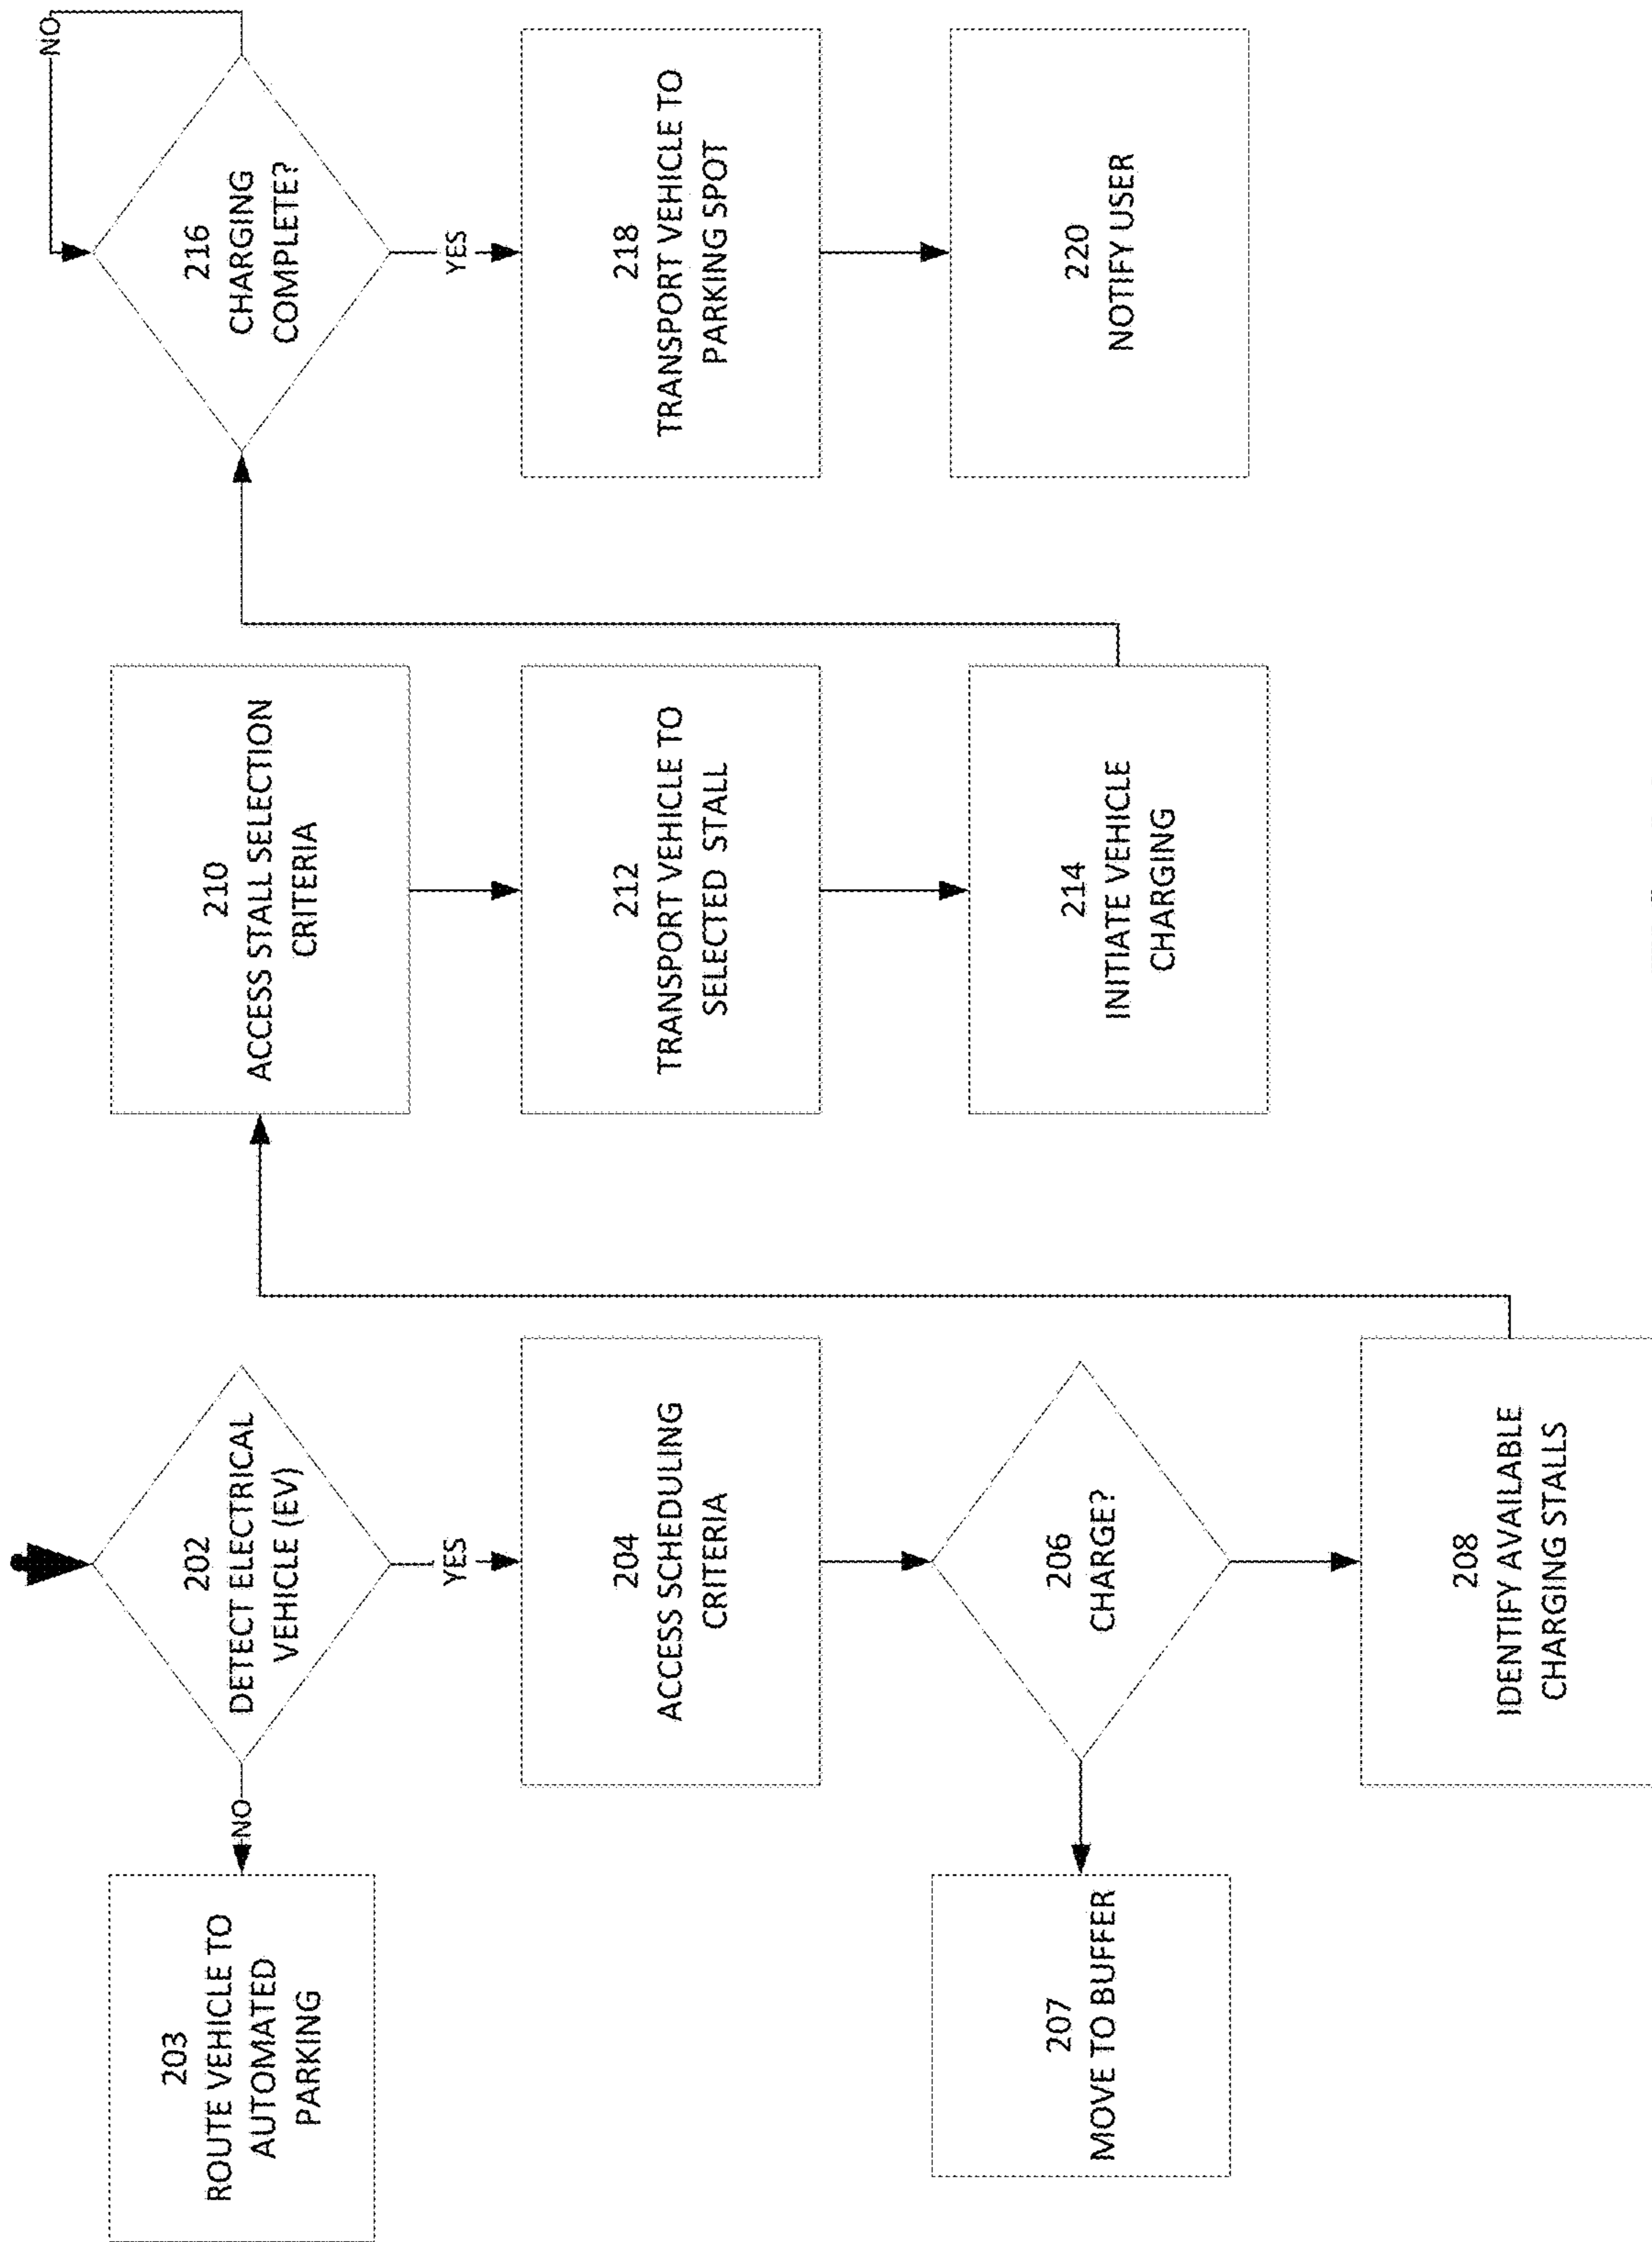 203
ROUTE VEHICLE TO
AUTOMATED
PARKING
NO
202
DETECT ELECTRICAL
VEHICLE (EV)
YES
204
ACCESS SCHEDULING
CRITERIA
206
CHARGE?
207
MOVE TO BUFFER
208
IDENTIFY AVAILABLE
CHARGING STALLS
210
ACCESS STALL SELECTION
CRITERIA
212
TRANSPORT VEHICLE TO
SELECTED STALL
214
INITIATE VEHICLE
CHARGING
216
CHARGING
COMPLETE?
NO
YES
218
TRANSPORT VEHICLE TO
PARKING SPOT
220
NOTIFY USER